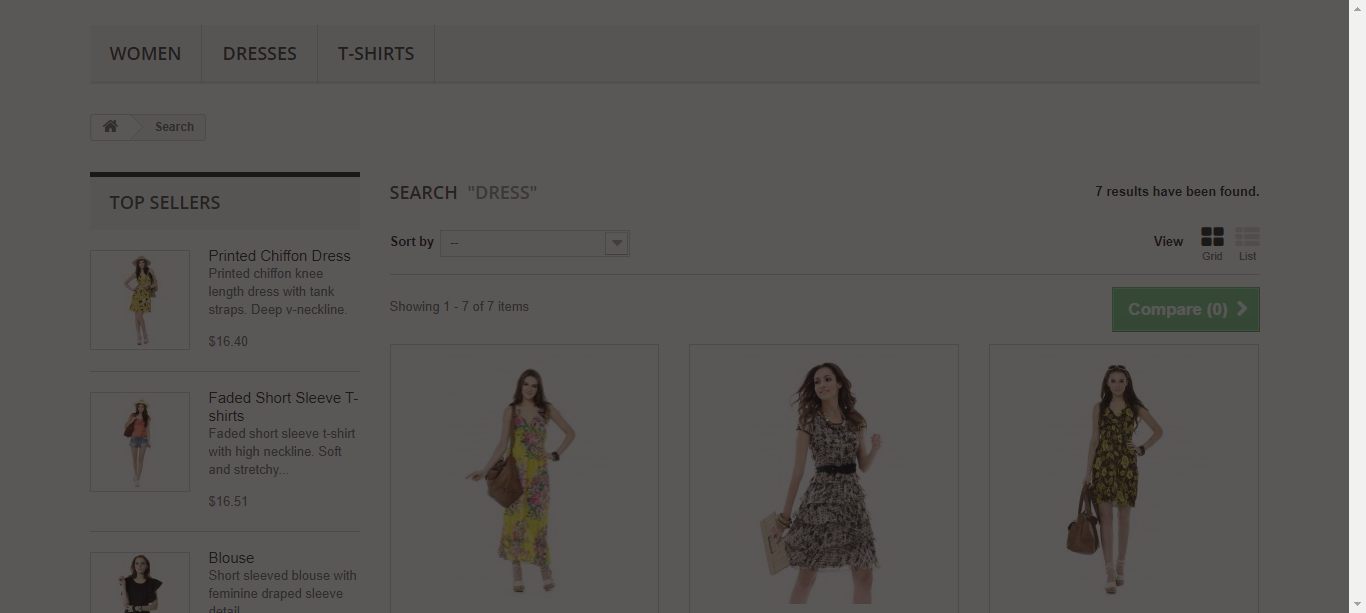 WOMEN DRESSES T-SHIRTS
Search
TOP SELLERS
Printed Chiffon Dress
Printed chiffon knee
length dress with tank
straps. Deep v-neckline.
$16.40
Faded Short Sleeve T-
shirts
Faded short sleeve t-shirt
with high neckline. Soft
and stretchy...
$16.51
Blouse
Short sleeved blouse with
feminine draped sleeve
detail.
SEARCH "DRESS"
7 results have been found.
Sort by --
View Grid List
Showing 1 - 7 of 7 items
Compare (0)